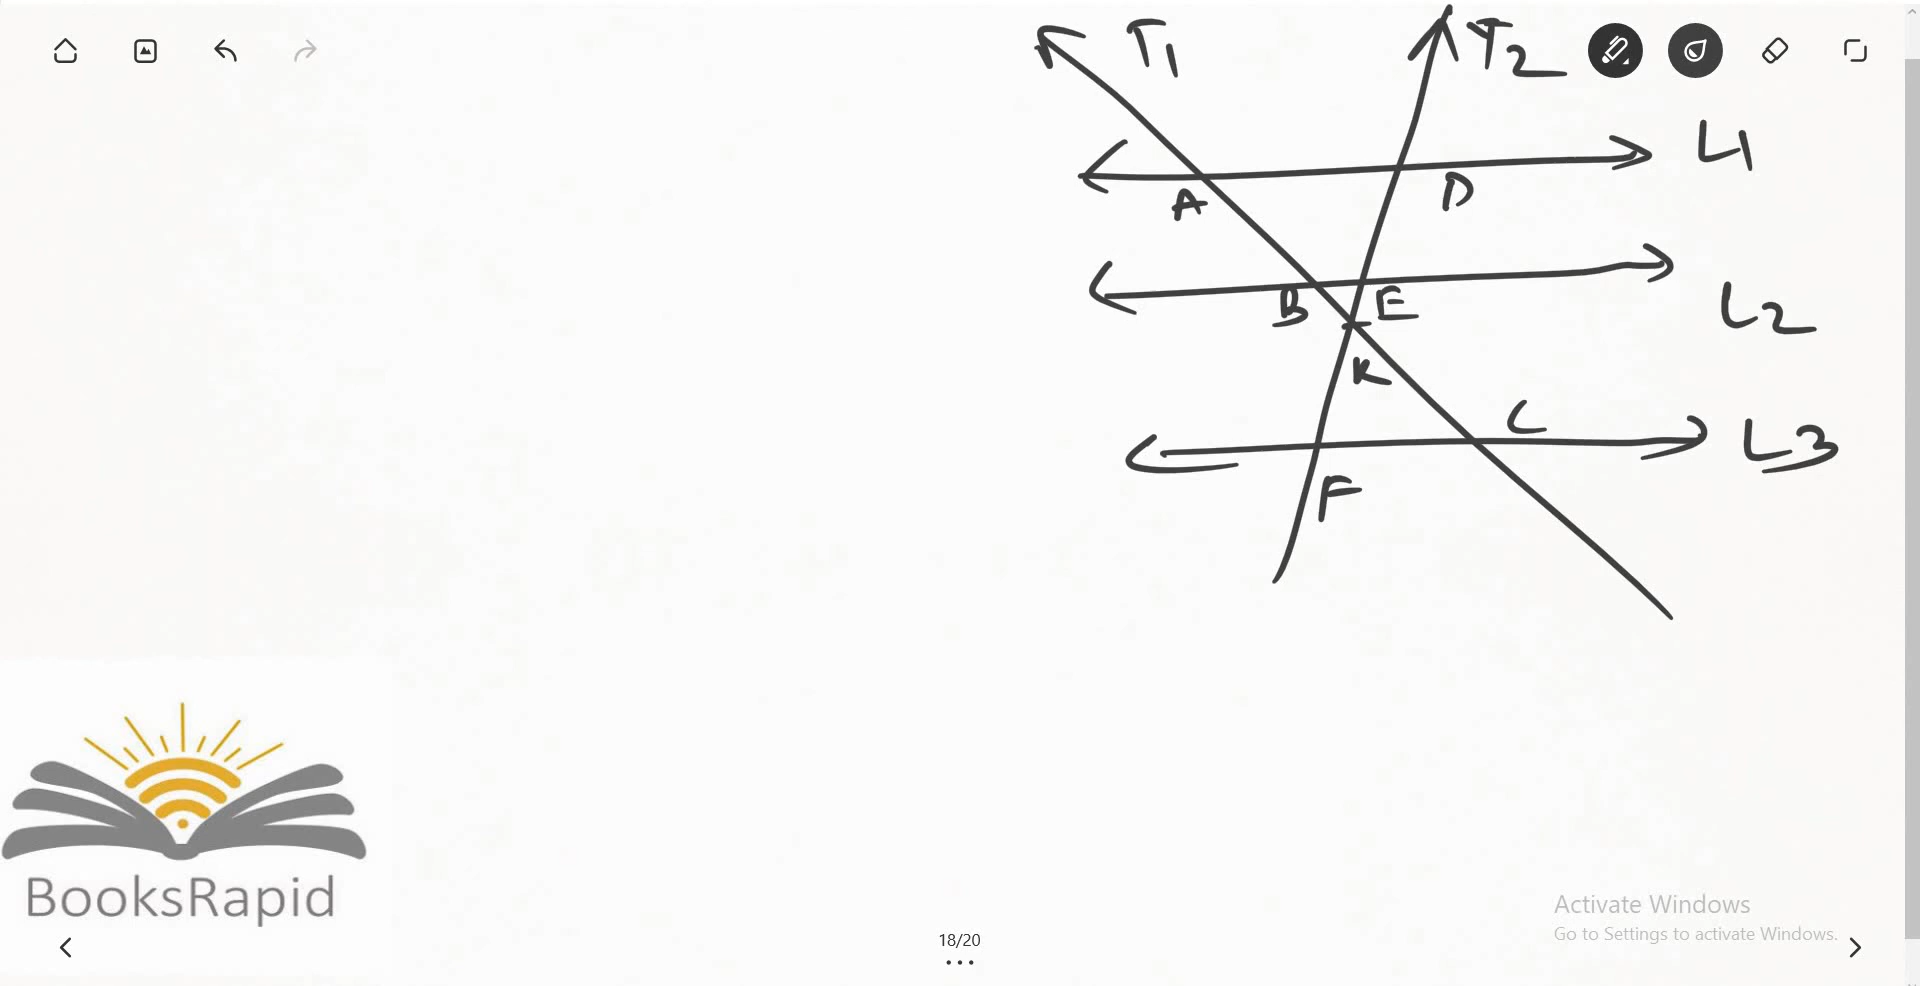 T1
T2
L1
A
D
B
E
L2
K
C
L3
F
BooksRapid
Activate Windows
Go to Settings to activate Windows.
18/20